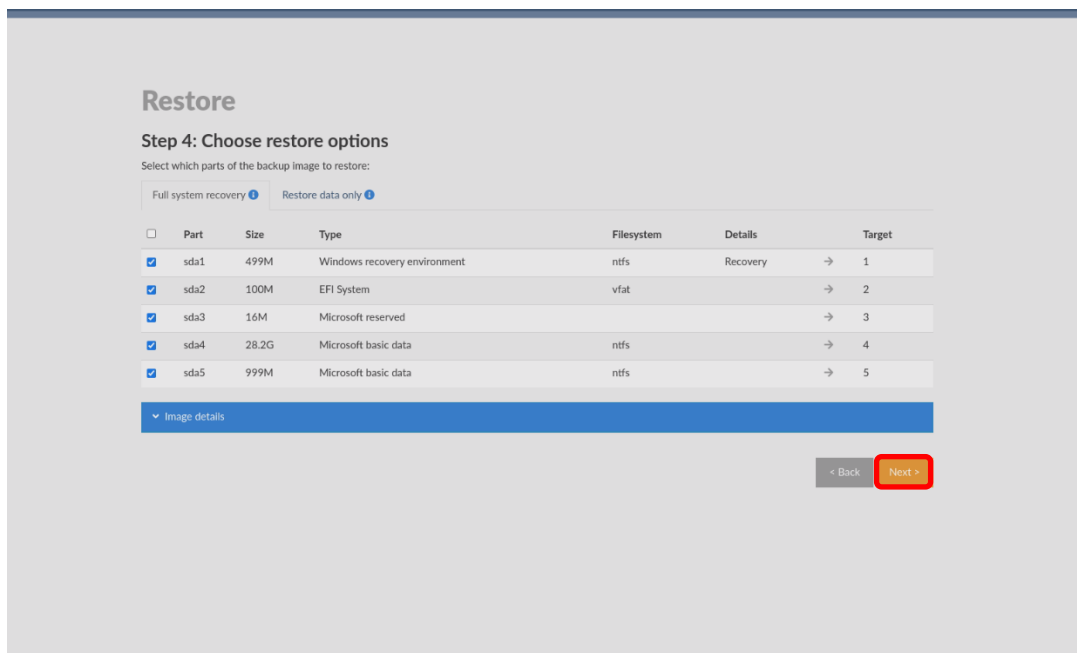 Restore
Step 4: Choose restore options
Select which parts of the backup image to restore:
Full system recovery Restore data only
Part Size Type Filesystem Details Target
sda1 499M Windows recovery environment ntfs Recovery → 1
sda2 100M EFI System vfat → 2
sda3 16M Microsoft reserved → 3
sda4 28.2G Microsoft basic data ntfs → 4
sda5 999M Microsoft basic data ntfs → 5
Image details
< Back Next >